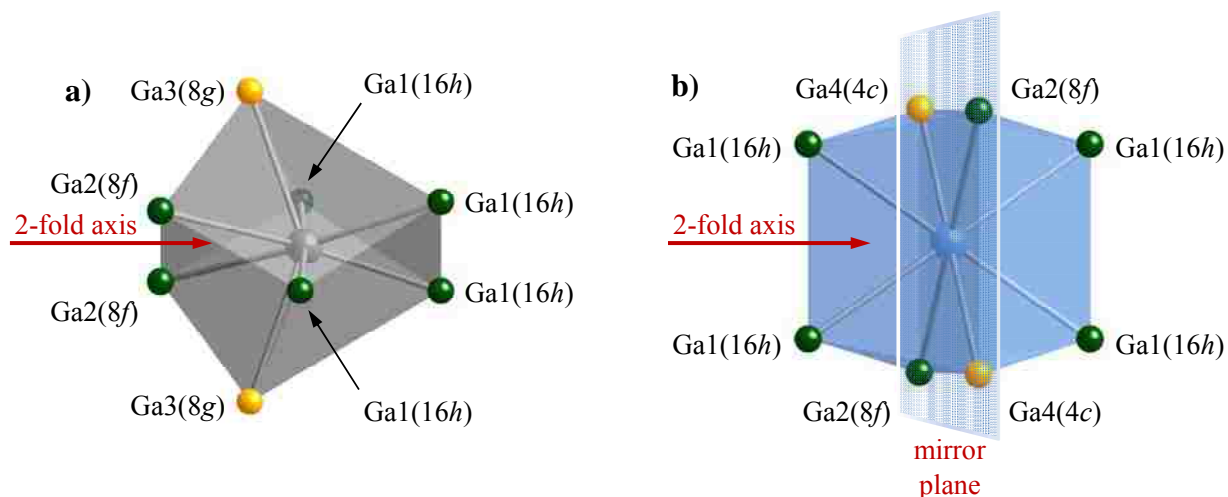 a)
Ga3(8g)
Ga1(16h)
Ga2(8f)
Ga1(16h)
2-fold axis
Ga2(8f)
Ga1(16h)
Ga3(8g)
Ga1(16h)
b)
Ga4(4c)
Ga2(8f)
Ga1(16h)
Ga1(16h)
2-fold axis
Ga1(16h)
Ga1(16h)
Ga2(8f)
Ga4(4c)
mirror
plane